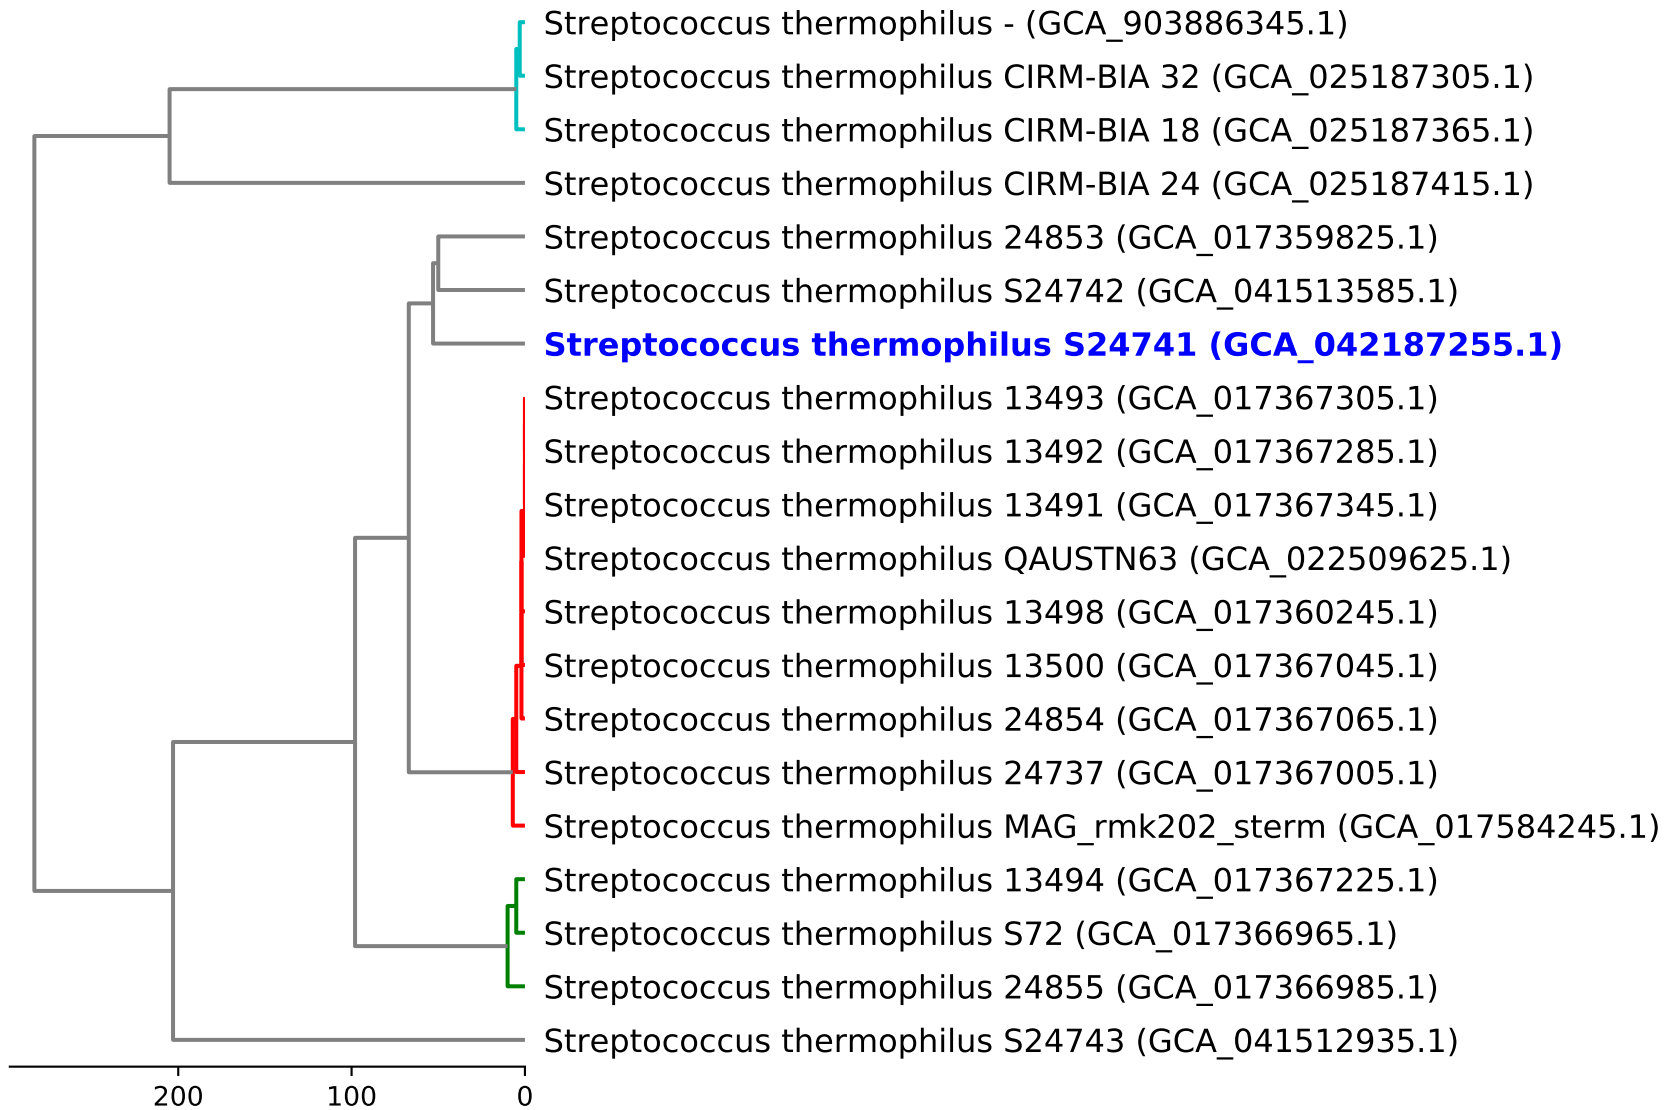 Streptococcus thermophilus - (GCA_903886345.1)
Streptococcus thermophilus CIRM-BIA 32 (GCA_025187305.1)
Streptococcus thermophilus CIRM-BIA 18 (GCA_025187365.1)
Streptococcus thermophilus CIRM-BIA 24 (GCA_025187415.1)
Streptococcus thermophilus 24853 (GCA_017359825.1)
Streptococcus thermophilus S24742 (GCA_041513585.1)
Streptococcus thermophilus S24741 (GCA_042187255.1)
Streptococcus thermophilus 13493 (GCA_017367305.1)
Streptococcus thermophilus 13492 (GCA_017367285.1)
Streptococcus thermophilus 13491 (GCA_017367345.1)
Streptococcus thermophilus QAUSTN63 (GCA_022509625.1)
Streptococcus thermophilus 13498 (GCA_017360245.1)
Streptococcus thermophilus 13500 (GCA_017367045.1)
Streptococcus thermophilus 24854 (GCA_017367065.1)
Streptococcus thermophilus 24737 (GCA_017367005.1)
Streptococcus thermophilus MAG_rmk202_sterm (GCA_017584245.1)
Streptococcus thermophilus 13494 (GCA_017367225.1)
Streptococcus thermophilus S72 (GCA_017366965.1)
Streptococcus thermophilus 24855 (GCA_017366985.1)
Streptococcus thermophilus S24743 (GCA_041512935.1)
200 100 0